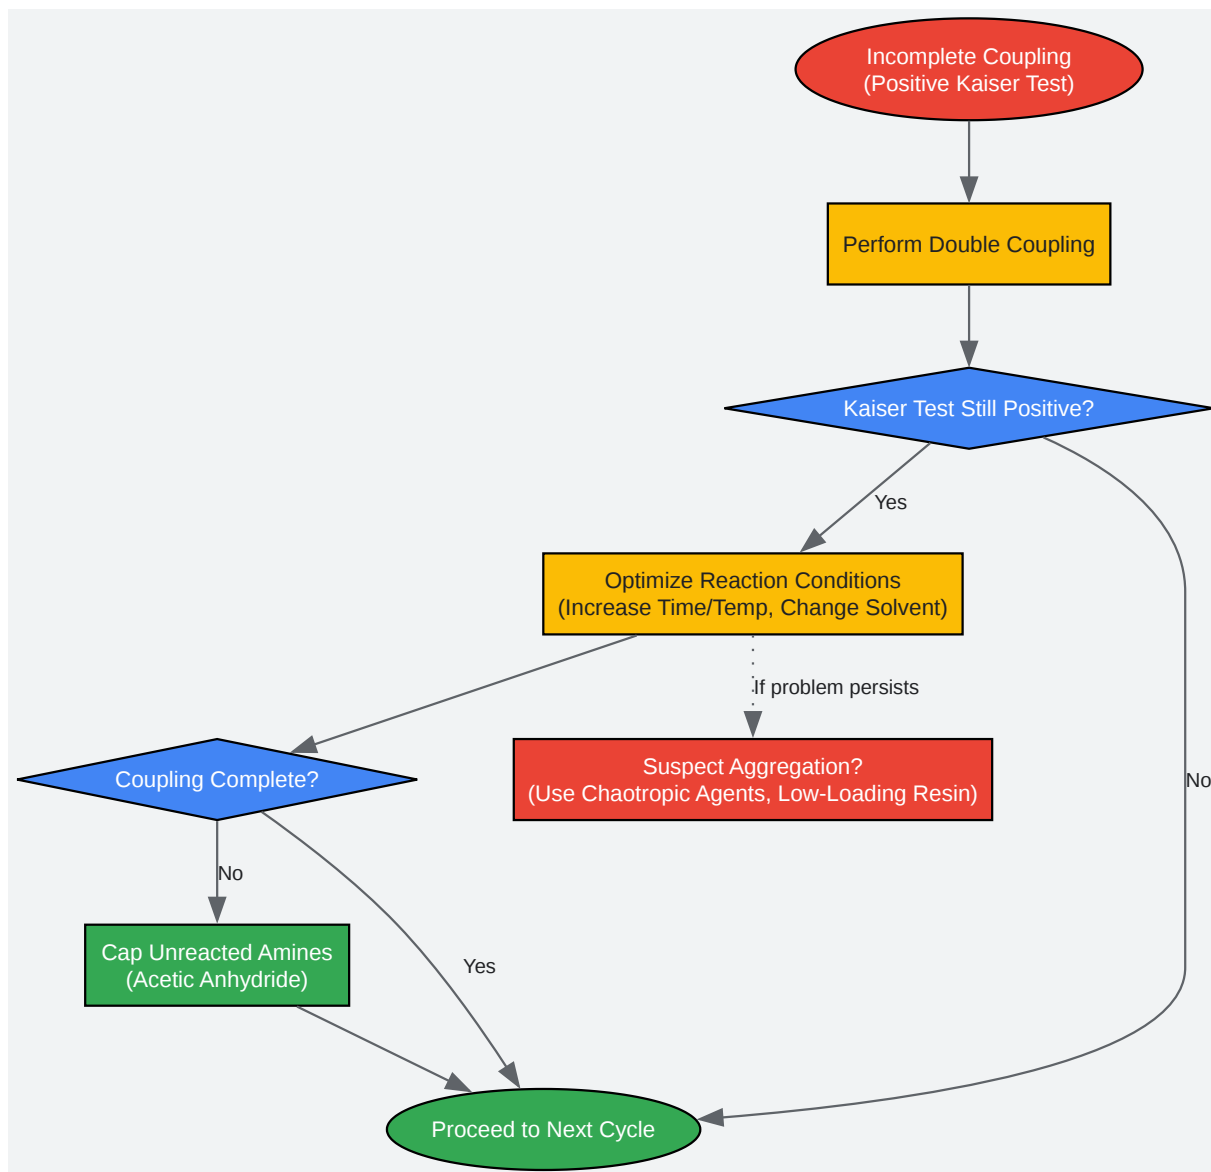 Incomplete Coupling
(Positive Kaiser Test)
Perform Double Coupling
Kaiser Test Still Positive?
Yes
Optimize Reaction Conditions
(Increase Time/Temp, Change Solvent)
If problem persists
Suspect Aggregation?
(Use Chaotropic Agents, Low-Loading Resin)
Coupling Complete?
No
No
Cap Unreacted Amines
(Acetic Anhydride)
Yes
Proceed to Next Cycle